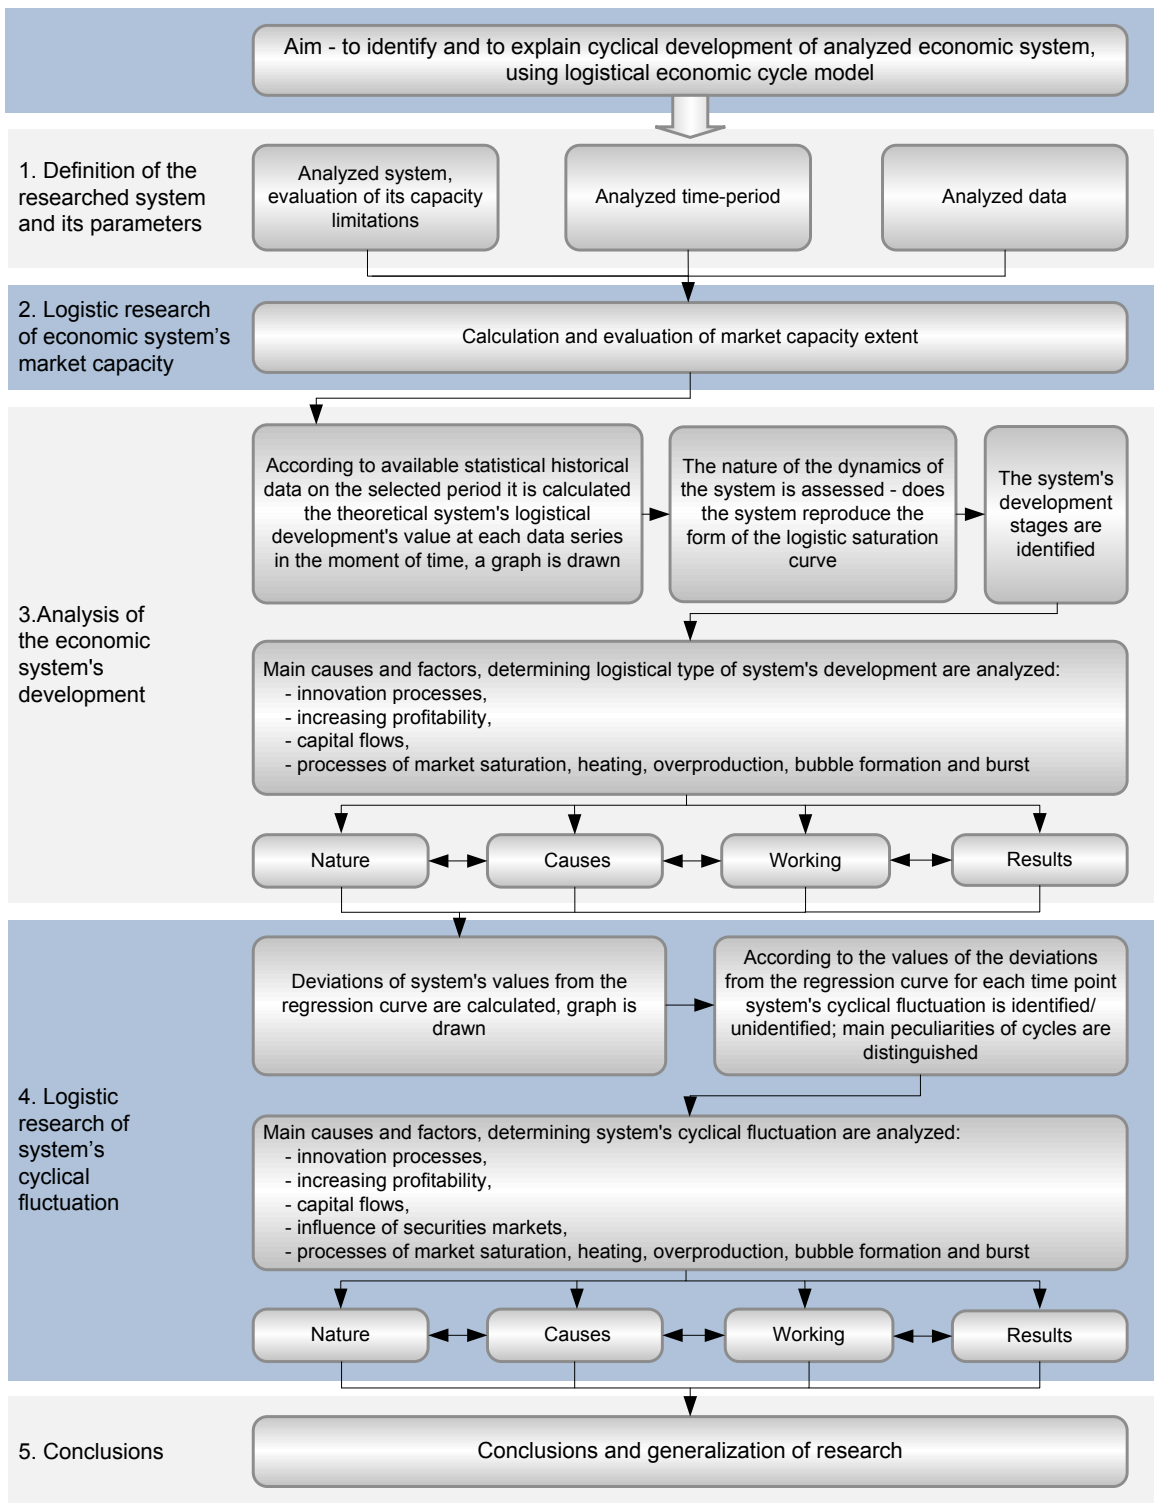 Aim - to identify and to explain cyclical development of analyzed economic system,
using logistical economic cycle model
1. Definition of the
researched system
and its parameters
Analyzed system,
evaluation of its capacity
limitations
Analyzed time-period
Analyzed data
2. Logistic research
of economic system’s
market capacity
Calculation and evaluation of market capacity extent
3.Analysis of
the economic
system's
development
According to available statistical historical
data on the selected period it is calculated
the theoretical system's logistical
development's value at each data series
in the moment of time, a graph is drawn
The nature of the dynamics of
the system is assessed - does
the system reproduce the
form of the logistic saturation
curve
The system's
development
stages are
identified
Main causes and factors, determining logistical type of system's development are analyzed:
- innovation processes,
- increasing profitability,
- capital flows,
- processes of market saturation, heating, overproduction, bubble formation and burst
Nature
Causes
Working
Results
4. Logistic
research of
system’s
cyclical
fluctuation
Deviations of system's values from the
regression curve are calculated, graph is
drawn
According to the values of the deviations
from the regression curve for each time point
system's cyclical fluctuation is identified/
unidentified; main peculiarities of cycles are
distinguished
Main causes and factors, determining system's cyclical fluctuation are analyzed:
- innovation processes,
- increasing profitability,
- capital flows,
- influence of securities markets,
- processes of market saturation, heating, overproduction, bubble formation and burst
Nature
Causes
Working
Results
5. Conclusions
Conclusions and generalization of research